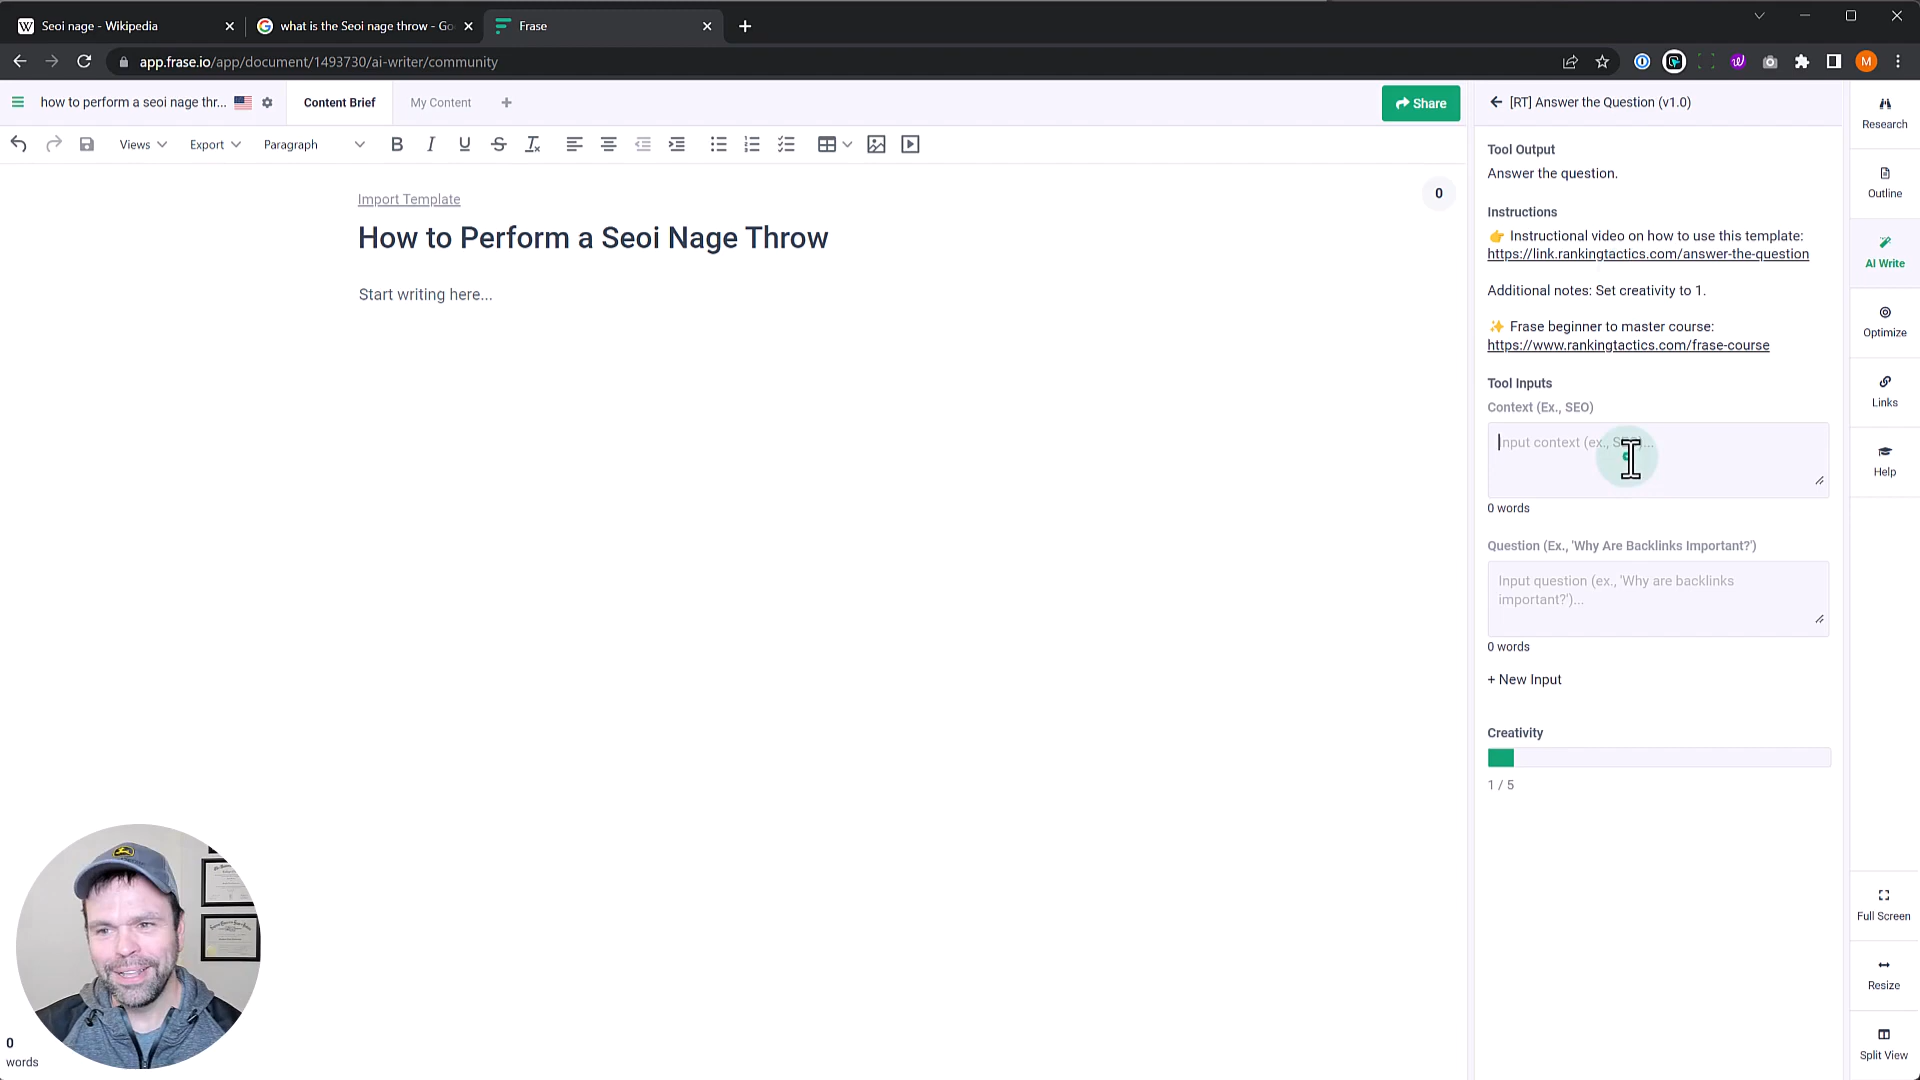 Seoi nage - Wikipedia
what is the Seoi nage throw - Go
Frase
app.frase.io/app/document/1493730/ai-writer/community
M
how to perform a seoi nage thr...
Content Brief
My Content
Share
[RT] Answer the Question (v1.0)
Research
Views
Export
Paragraph
Import Template
0
How to Perform a Seoi Nage Throw
Start writing here...
Tool Output
Answer the question.
Instructions
👉 Instructional video on how to use this template:
https://link.rankingtactics.com/answer-the-question
Additional notes: Set creativity to 1.
✨ Frase beginner to master course:
https://www.rankingtactics.com/frase-course
Tool Inputs
Context (Ex., SEO)
Input context (ex., SEO)...
0 words
Question (Ex., 'Why Are Backlinks Important?')
Input question (ex., 'Why are backlinks
important?')...
0 words
+ New Input
Creativity
1 / 5
Outline
AI Write
Optimize
Links
Help
Full Screen
Resize
Split View
0
words